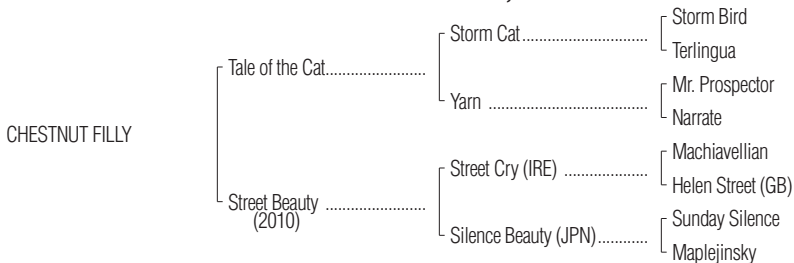 Storm Bird
Storm Cat..................................
Terlingua
Tale of the Cat.........................
Mr. Prospector
Yarn .......................................
Narrate
CHESTNUT FILLY
Machiavellian
Street Cry (IRE) .....................
Helen Street (GB)
Street Beauty .........................
(2010)
Sunday Silence
Silence Beauty (JPN)............
Maplejinsky